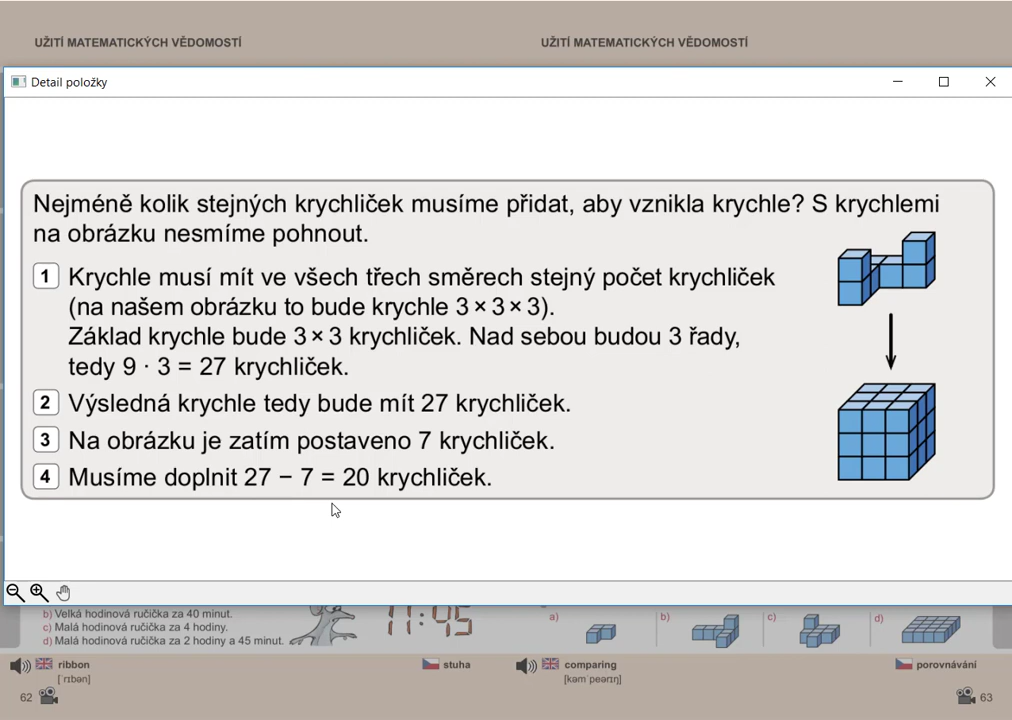 UŽITÍ MATEMATICKÝCH VĚDOMOSTÍ
UŽITÍ MATEMATICKÝCH VĚDOMOSTÍ
Detail položky
Nejméně kolik stejných krychliček musíme přidat, aby vznikla krychle? S krychlemi
na obrázku nesmíme pohnout.
1 Krychle musí mít ve všech třech směrech stejný počet krychliček
(na našem obrázku to bude krychle 3 × 3 × 3).
Základ krychle bude 3 × 3 krychliček. Nad sebou budou 3 řady,
tedy 9 · 3 = 27 krychliček.
2 Výsledná krychle tedy bude mít 27 krychliček.
3 Na obrázku je zatím postaveno 7 krychliček.
4 Musíme doplnit 27 − 7 = 20 krychliček.
b) Velká hodinová ručička za 40 minut.
c) Malá hodinová ručička za 4 hodiny.
d) Malá hodinová ručička za 2 hodiny a 45 minut.
11:45
a) b) c) d)
ribbon
[ˈrɪbən]
stuha
comparing
[kəmˈpeərɪŋ]
porovnávání
62
63